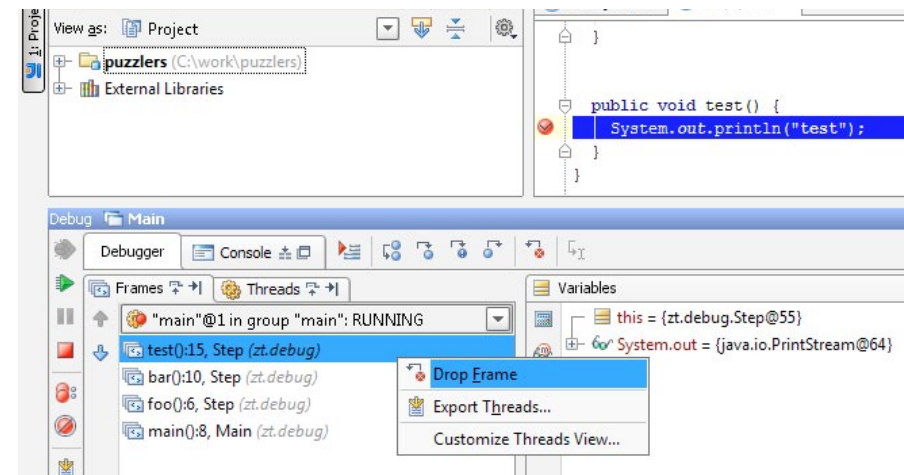 1: Proje
View as: Project
puzzlers (C:\work\puzzlers)
External Libraries
}
public void test() {
System.out.println("test");
}
}
Debug Main
Debugger Console
Frames Threads
"main"@1 in group "main": RUNNING
test():15, Step (zt.debug)
bar():10, Step (zt.debug)
foo():6, Step (zt.debug)
main():8, Main (zt.debug)
Drop Frame
Export Threads...
Customize Threads View...
Variables
this = {zt.debug.Step@55}
System.out = {java.io.PrintStream@64}